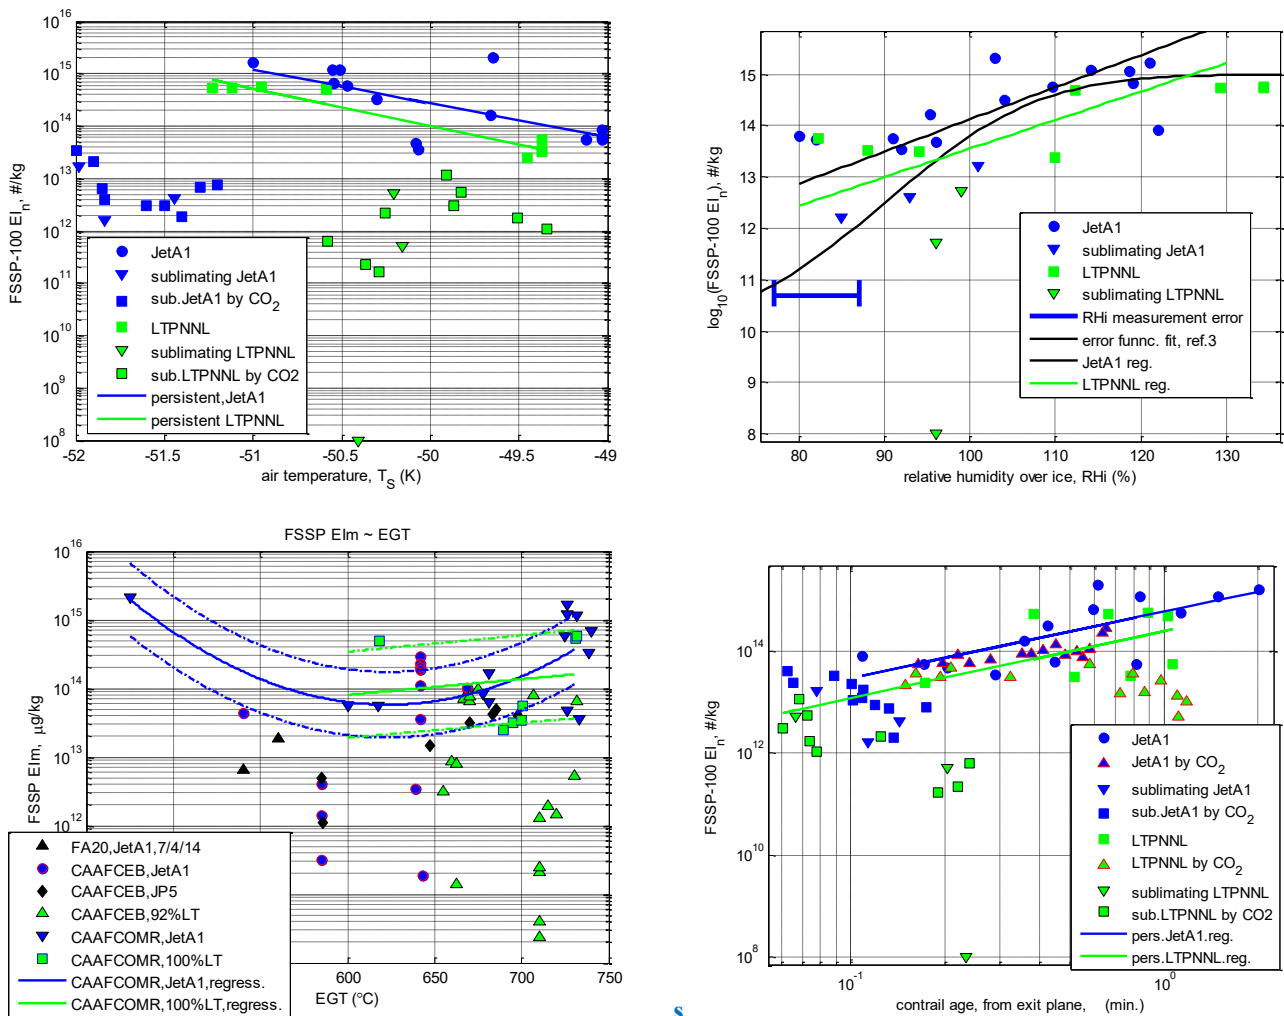 10^16
10^15
10^14
10^13
10^12
10^11
10^10
10^9
10^8
FSSP-100 EI_n, #/kg
JetA1
sublimating JetA1
sub.JetA1 by CO_2
LTPNNL
sublimating LTPNNL
sub.LTPNNL by CO2
persistent,JetA1
persistent LTPNNL
-52 -51.5 -51 -50.5 -50 -49.5 -49
air temperature, T_S (K)
15
14
13
12
11
10
9
8
log_10(FSSP-100 EI_n), #/kg
JetA1
sublimating JetA1
LTPNNL
sublimating LTPNNL
RHi measurement error
error funnc. fit, ref.3
JetA1 reg.
LTPNNL reg.
80 90 100 110 120 130
relative humidity over ice, RHi (%)
FSSP EIm ~ EGT
10^16
10^15
10^14
10^13
10^12
FSSP EIm, μg/kg
FA20,JetA1,7/4/14
CAAFCEB,JetA1
CAAFCEB,JP5
CAAFCEB,92%LT
CAAFCOMR,JetA1
CAAFCOMR,100%LT
CAAFCOMR,JetA1,regress.
CAAFCOMR,100%LT,regress.
600 650 700 750
EGT (°C)
10^14
10^12
10^10
10^8
FSSP-100 EI_n, #/kg
JetA1
JetA1 by CO_2
sublimating JetA1
sub.JetA1 by CO_2
LTPNNL
LTPNNL by CO_2
sublimating LTPNNL
sub.LTPNNL by CO2
pers.JetA1.reg.
pers.LTPNNL.reg.
10^-1 10^0
contrail age, from exit plane, (min.)
s